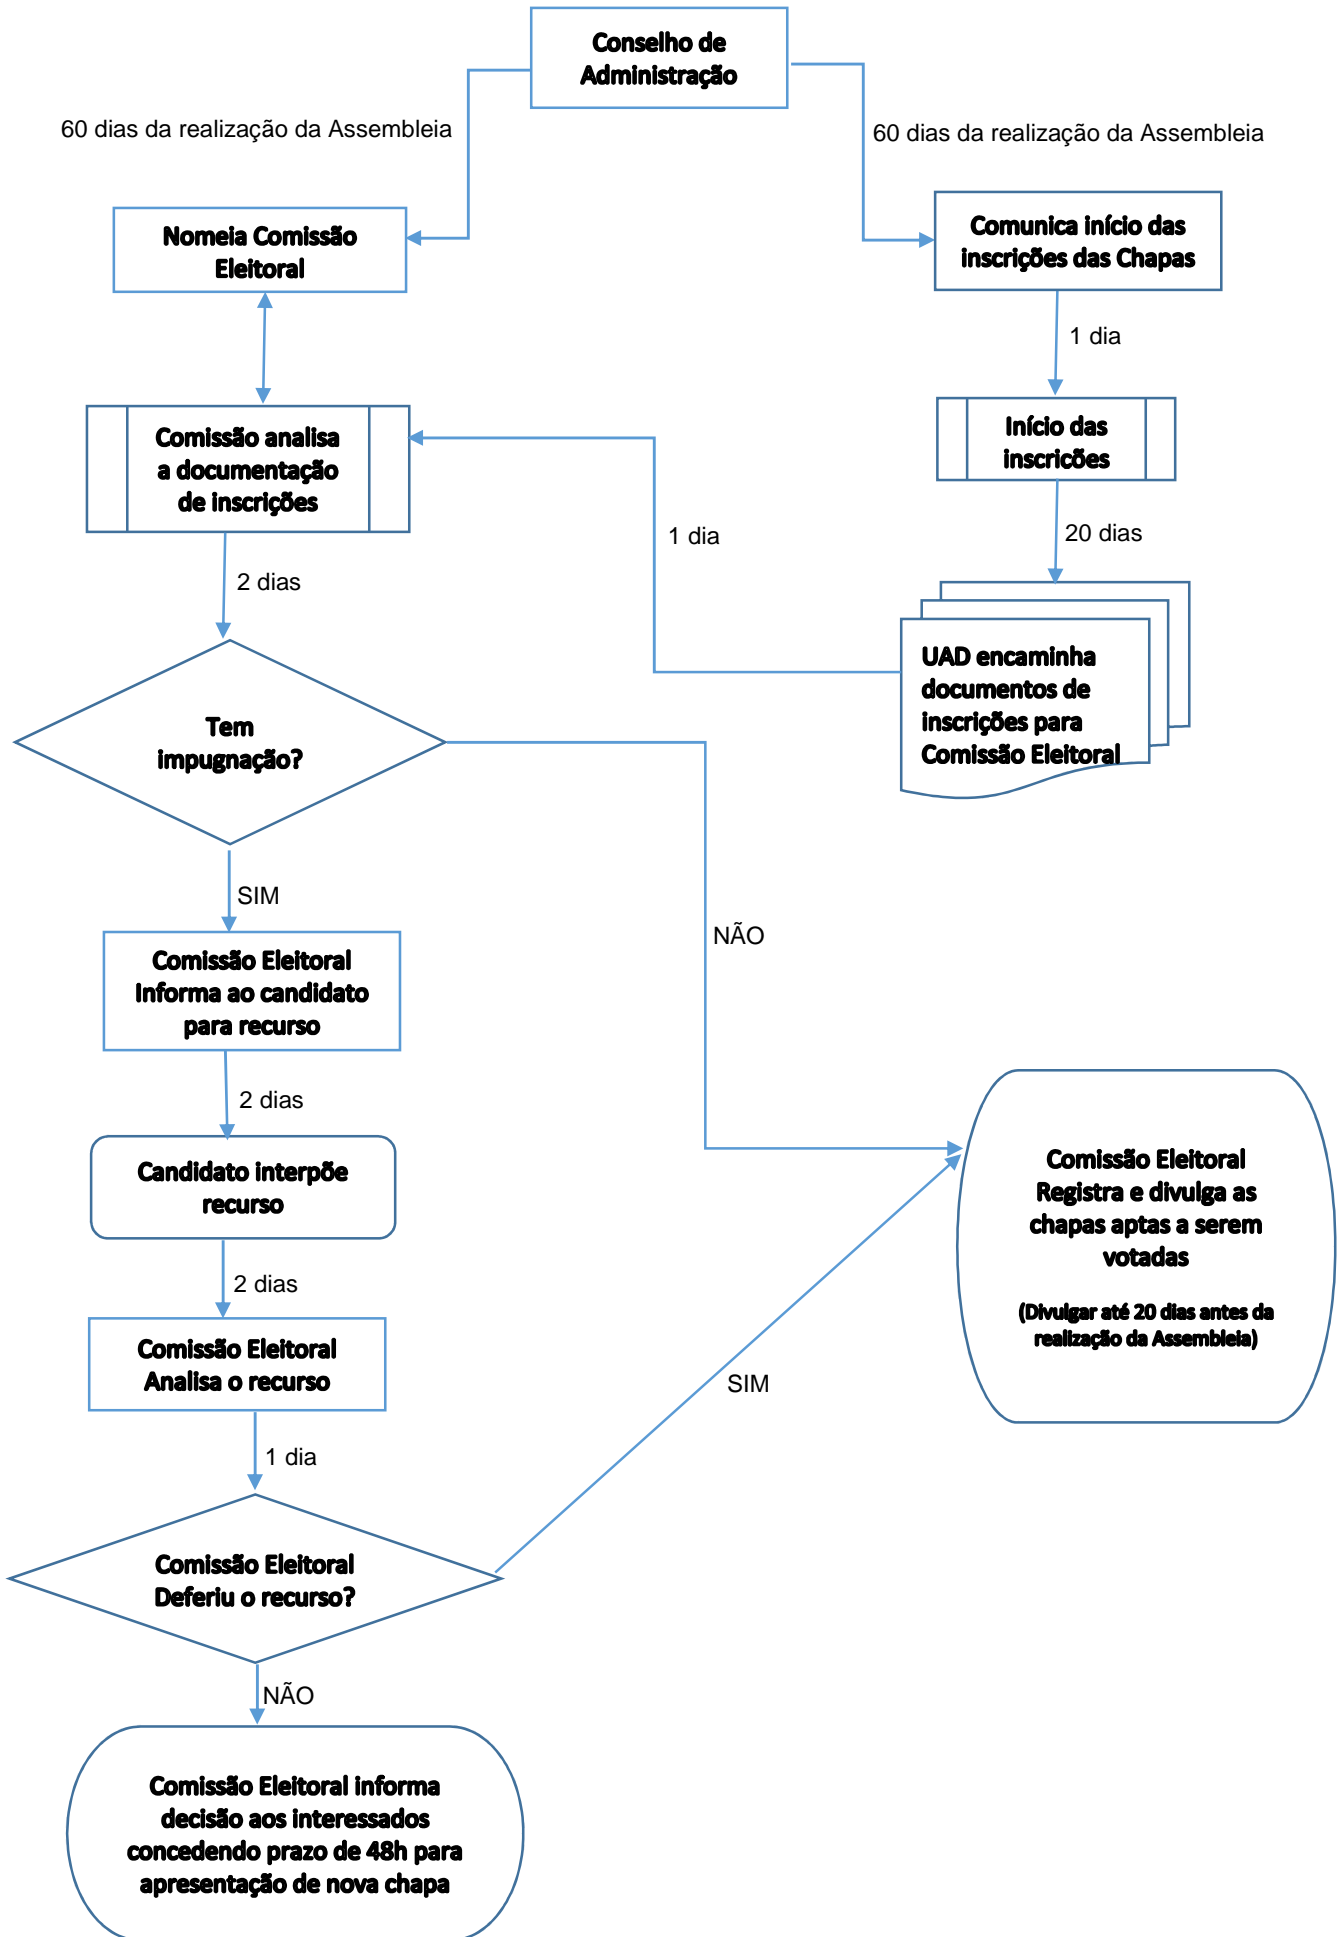 Conselho de
Administração
60 dias da realização da Assembleia
60 dias da realização da Assembleia
Nomeia Comissão
Eleitoral
Comunica início das
inscrições das Chapas
1 dia
Comissão analisa
a documentação
de inscrições
Início das
inscricões
1 dia
20 dias
2 dias
UAD encaminha
documentos de
inscrições para
Comissão Eleitoral
Tem
impugnação?
SIM
NÃO
Comissão Eleitoral
Informa ao candidato
para recurso
2 dias
Candidato interpõe
recurso
Comissão Eleitoral
Registra e divulga as
chapas aptas a serem
votadas
(Divulgar até 20 dias antes da
realização da Assembleia)
2 dias
Comissão Eleitoral
Analisa o recurso
SIM
1 dia
Comissão Eleitoral
Deferiu o recurso?
NÃO
Comissão Eleitoral informa
decisão aos interessados
concedendo prazo de 48h para
apresentação de nova chapa